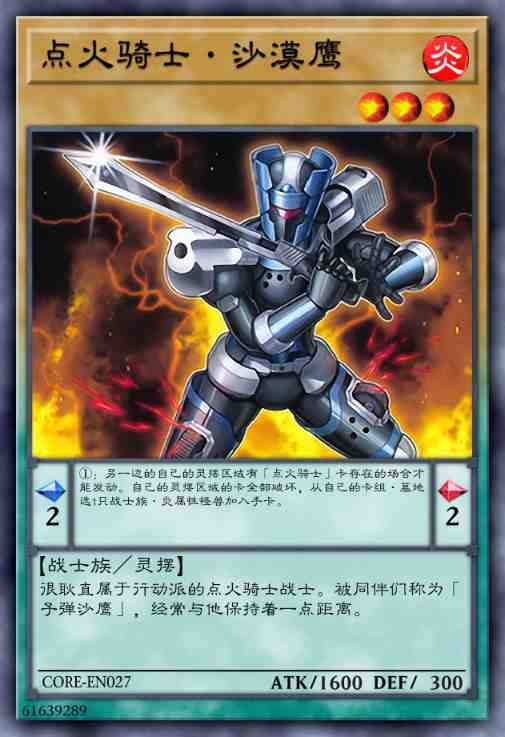 点火骑士・沙漠鹰
炎
①：另一边的自己的灵摆区域有「点火骑士」卡存在的场合才
能发动。自己的灵摆区域的卡全部破坏，从自己的卡组・墓地
选1只战士族・炎属性怪兽加入手卡。
2
2
【战士族／灵摆】
很耿直属于行动派的点火骑士战士。被同伴们称为「
子弹沙鹰」，经常与他保持着一点距离。
CORE-EN027
ATK/1600 DEF/ 300
61639289